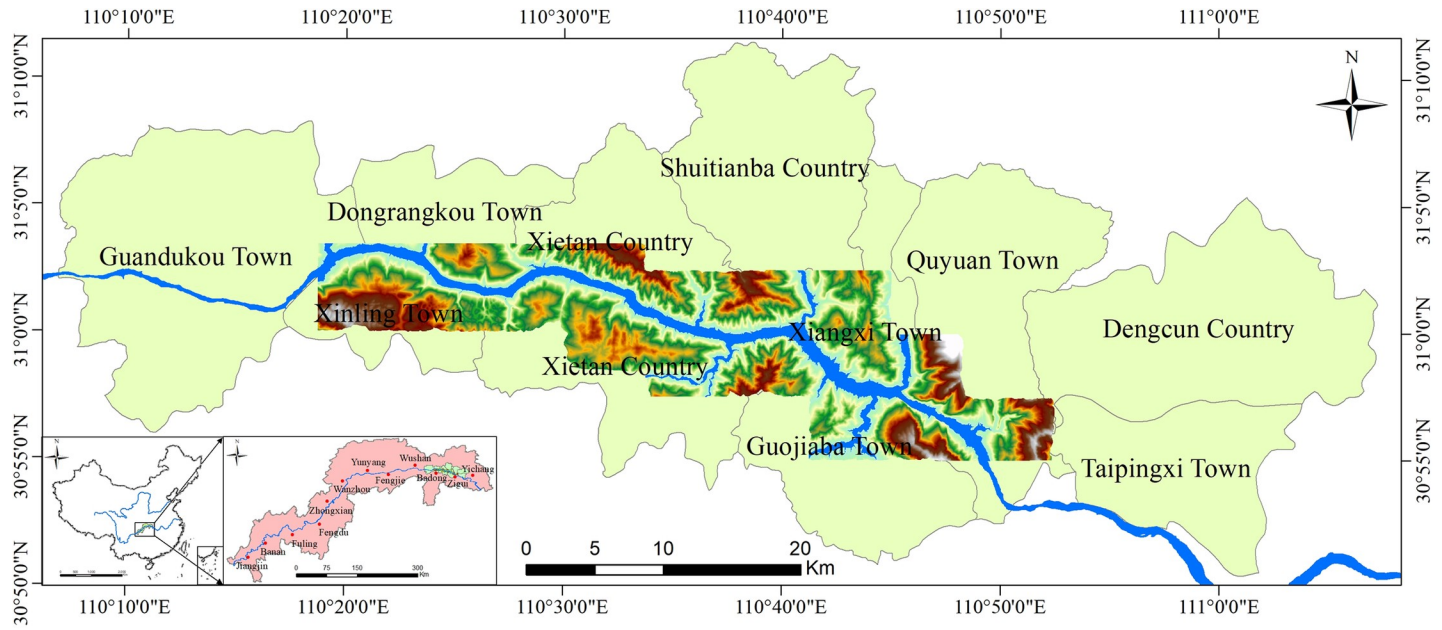 110°10'0"E 110°20'0"E 110°30'0"E 110°40'0"E 110°50'0"E 111°0'0"E
31°10'0"N
31°5'0"N
31°0'0"N
30°55'0"N
30°50'0"N
31°10'0"N
31°5'0"N
31°0'0"N
30°55'0"N
30°50'0"N
N
Shuitianba Country
Dongrangkou Town
Xietan Country
Guandukou Town
Quyuan Town
Xinling Town
Xiangxi Town
Dengcun Country
Xietan Country
Guojiaba Town
Taipingxi Town
N
N
Wushan
Yunyang
Yichang
Fengjie
Badong
Zigui
Wanzhou
Zhongxian
Fengdu
Fuling
Banan
Jiangjin
0 75 150 300
Km
0 5 10 20
Km
110°10'0"E 110°20'0"E 110°30'0"E 110°40'0"E 110°50'0"E 111°0'0"E